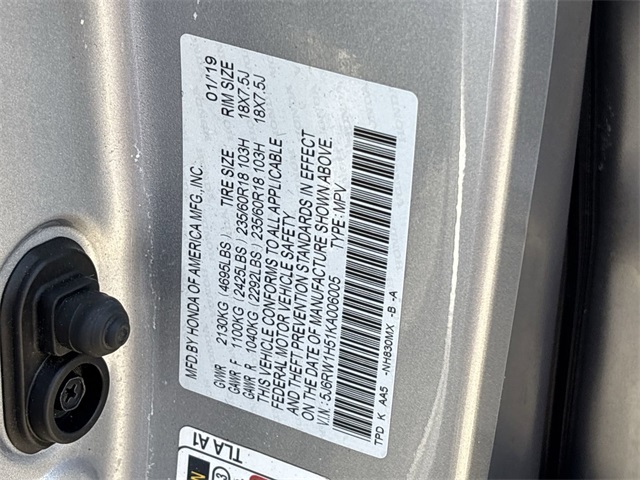 MFD.BY HONDA OF AMERICA MFG.,INC. 01/'19
GWWR 2130KG ( 4695LBS ) TIRE SIZE RIM SIZE
GAWR F 1100KG ( 2425LBS ) 235/60R18 103H 18X7.5J
GAWR R 1040KG ( 2292LBS ) 235/60R18 103H 18X7.5J
THIS VEHICLE CONFORMS TO ALL APPLICABLE
FEDERAL MOTOR VEHICLE SAFETY
AND THEFT PREVENTION STANDARDS IN EFFECT
ON THE DATE OF MANUFACTURE SHOWN ABOVE.
V.I.N.: 5J6RW1H51KA006005 TYPE: MPV
TPD K AA5 -NH830MX -B -A
TLA A1